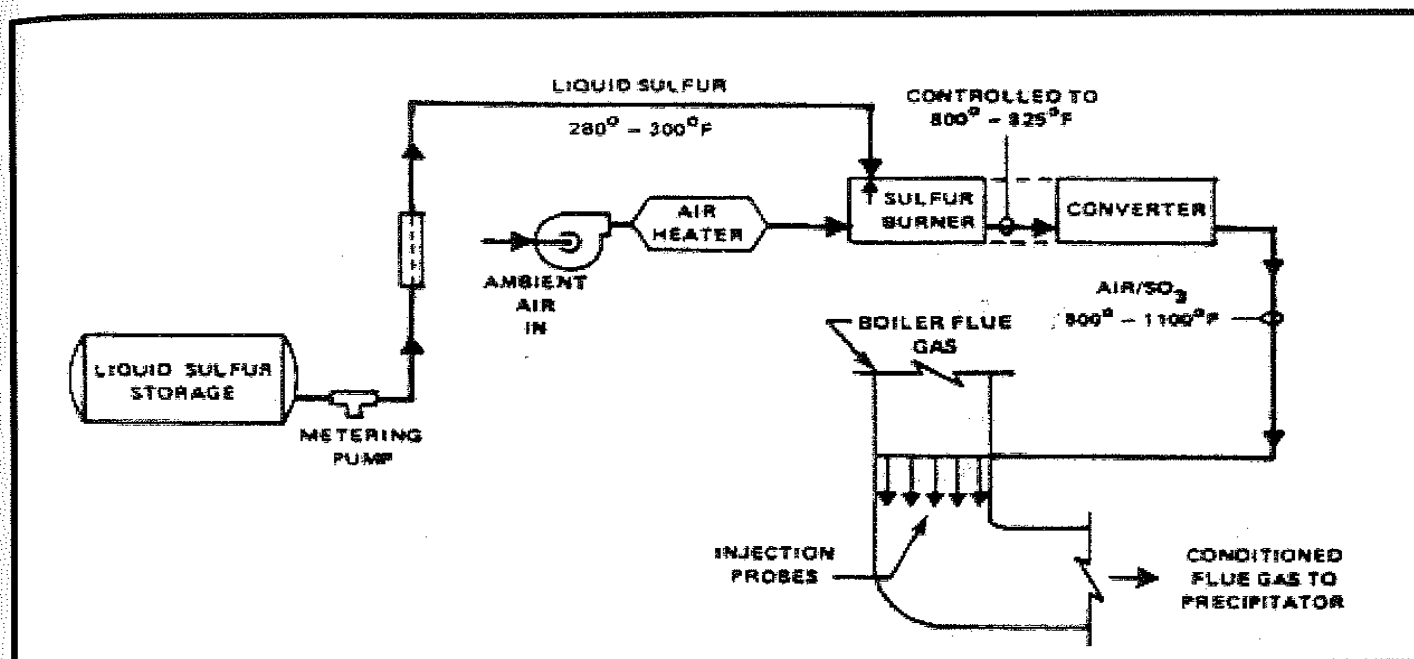 LIQUID SULFUR
280° – 300°F
CONTROLLED TO
800° – 825°F
SULFUR
BURNER
CONVERTER
AIR
HEATER
AMBIENT
AIR
IN
AIR/SO3
800° – 1100°F
BOILER FLUE
GAS
LIQUID SULFUR
STORAGE
METERING
PUMP
INJECTION
PROBES
CONDITIONED
FLUE GAS TO
PRECIPITATOR